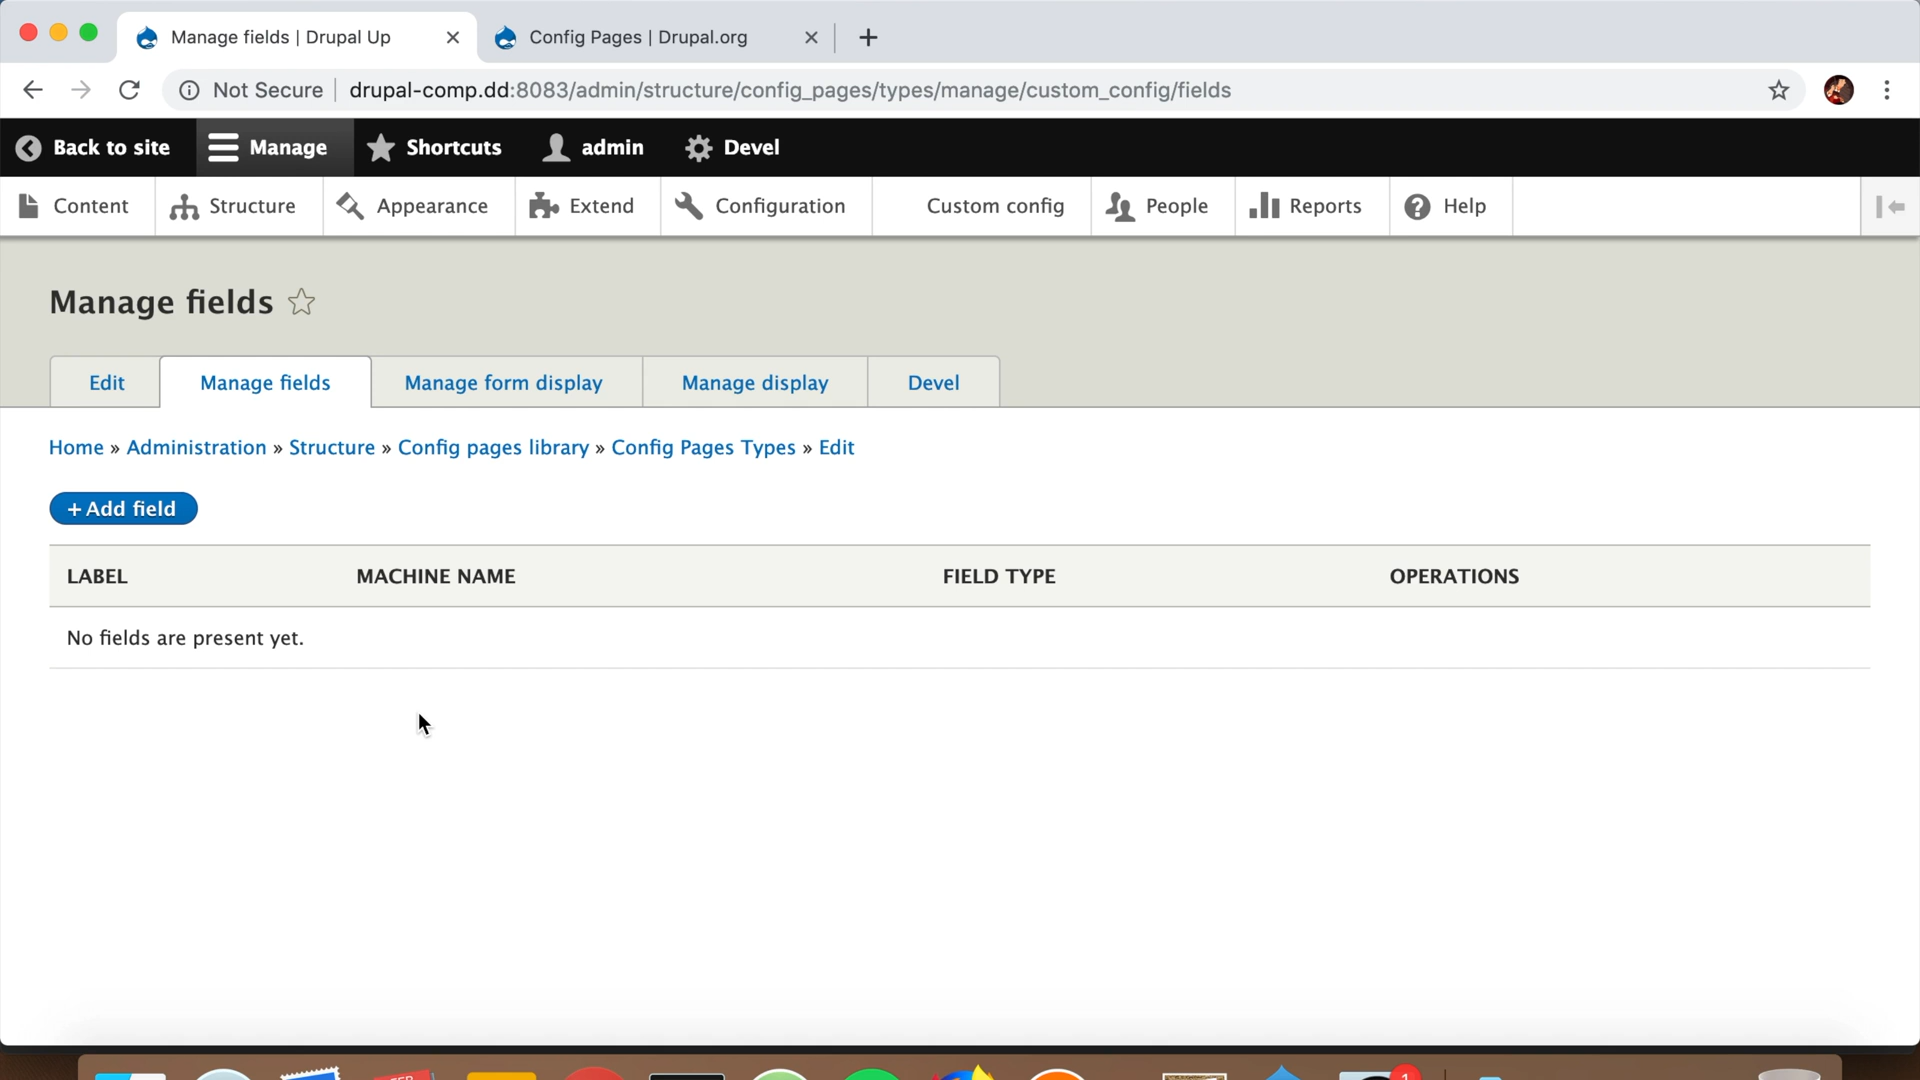 Manage fields | Drupal Up
Config Pages | Drupal.org
Not Secure
drupal-comp.dd:8083/admin/structure/config_pages/types/manage/custom_config/fields
Back to site
Manage
Shortcuts
admin
Devel
Content
Structure
Appearance
Extend
Configuration
Custom config
People
Reports
Help
Manage fields
Edit
Manage fields
Manage form display
Manage display
Devel
Home » Administration » Structure » Config pages library » Config Pages Types » Edit
+ Add field
LABEL
MACHINE NAME
FIELD TYPE
OPERATIONS
No fields are present yet.
1